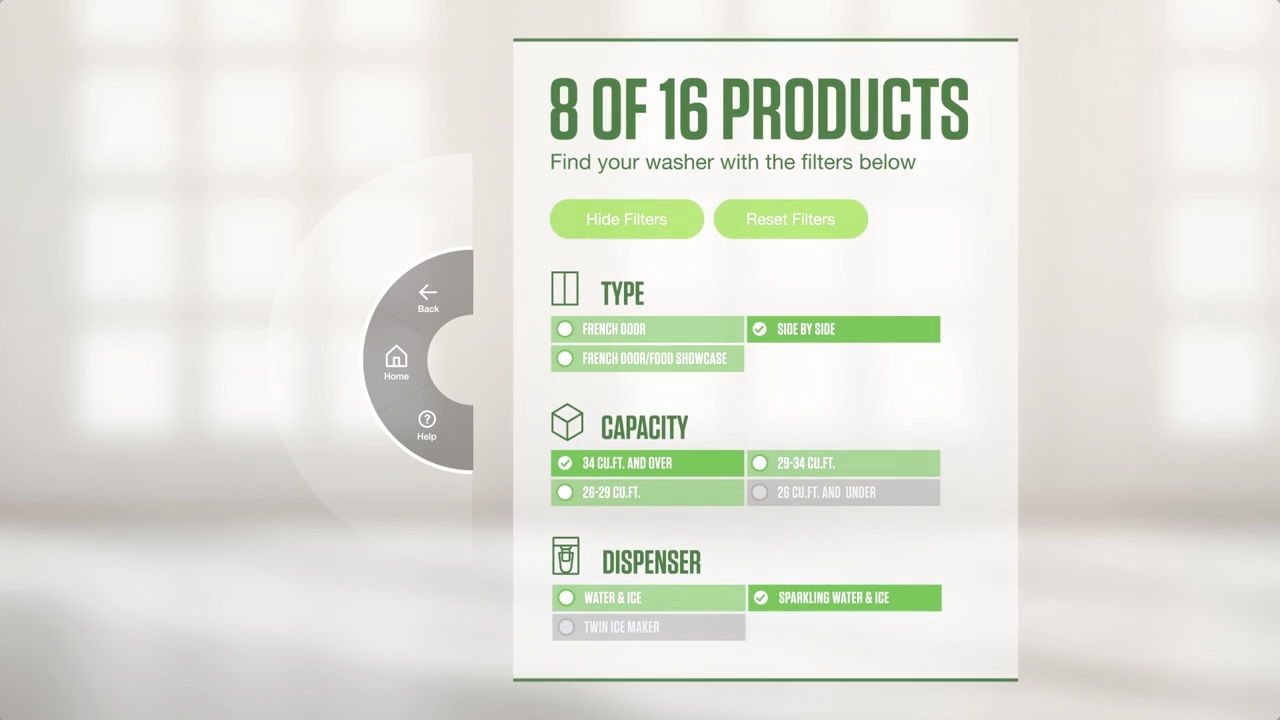 8 OF 16 PRODUCTS
Find your washer with the filters below
Hide Filters Reset Filters
Back
Home
Help
TYPE
FRENCH DOOR SIDE BY SIDE
FRENCH DOOR/FOOD SHOWCASE
CAPACITY
34 CU.FT. AND OVER 29-34 CU.FT.
26-29 CU.FT. 26 CU.FT. AND UNDER
DISPENSER
WATER & ICE SPARKLING WATER & ICE
TWIN ICE MAKER